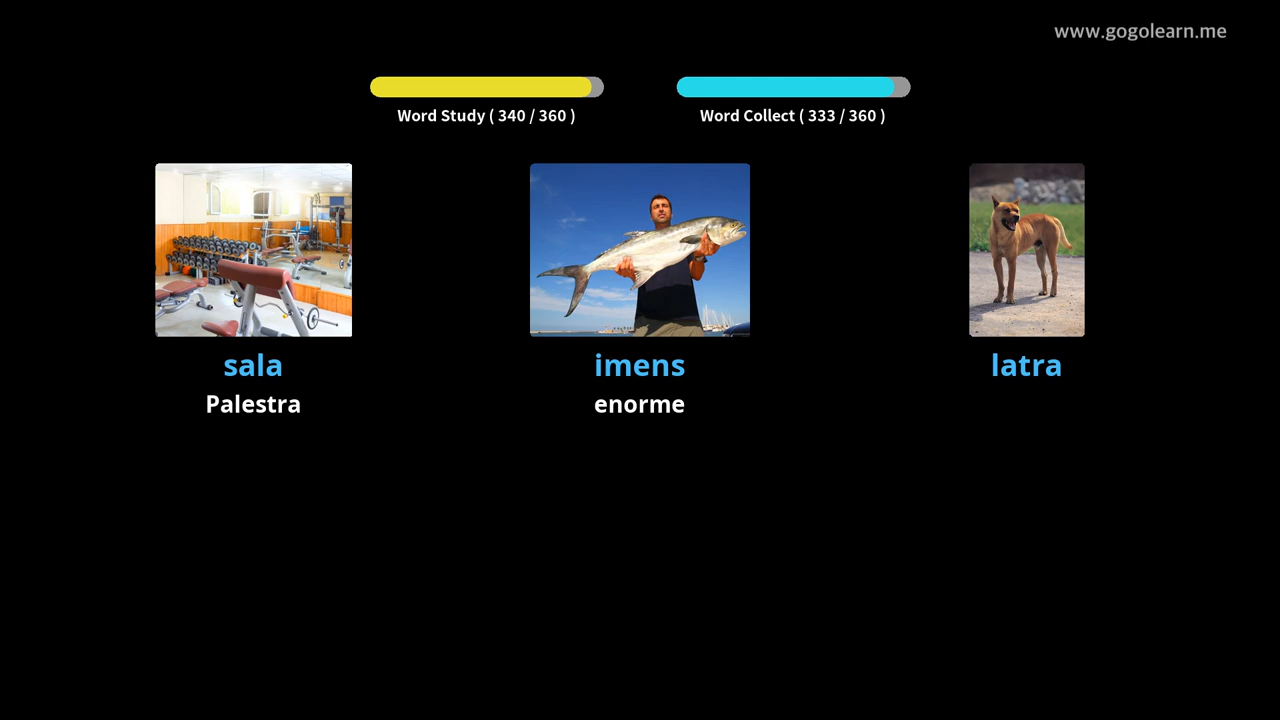 www.gogolearn.me
Word Study ( 340 / 360 )
Word Collect ( 333 / 360 )
sala
imens
latra
Palestra
enorme